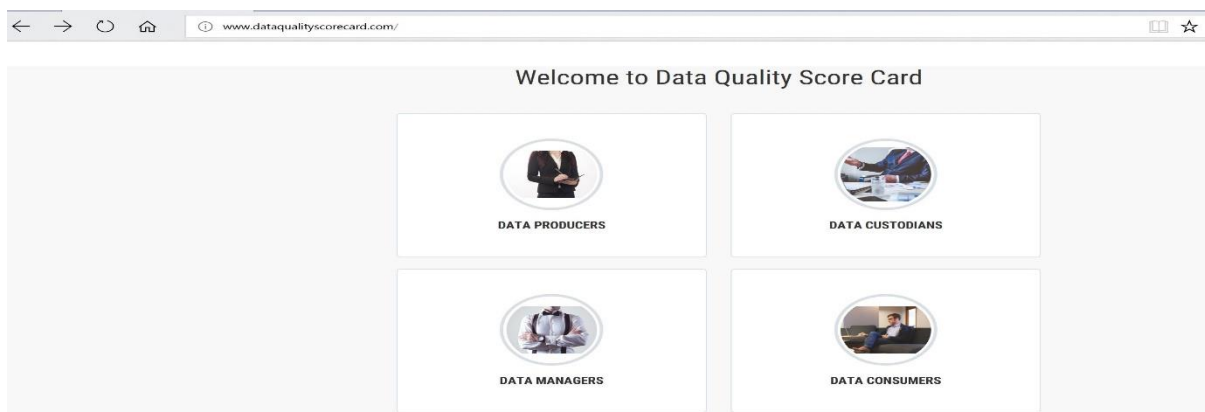 www.dataqualityscorecard.com/
Welcome to Data Quality Score Card
DATA PRODUCERS
DATA CUSTODIANS
DATA MANAGERS
DATA CONSUMERS